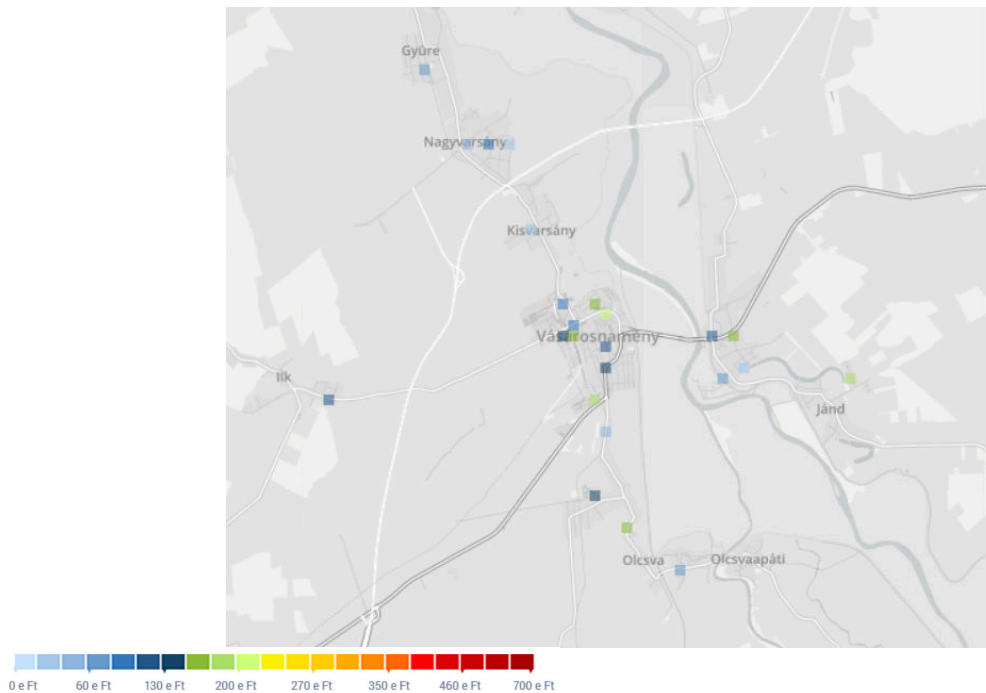 Gyüre
Nagyvarsány
Kisvarsány
Vásárosnamény
Ilk
Jánd
Olcsva
Olcsvaapáti
0 e Ft 60 e Ft 130 e Ft 200 e Ft 270 e Ft 350 e Ft 460 e Ft 700 e Ft